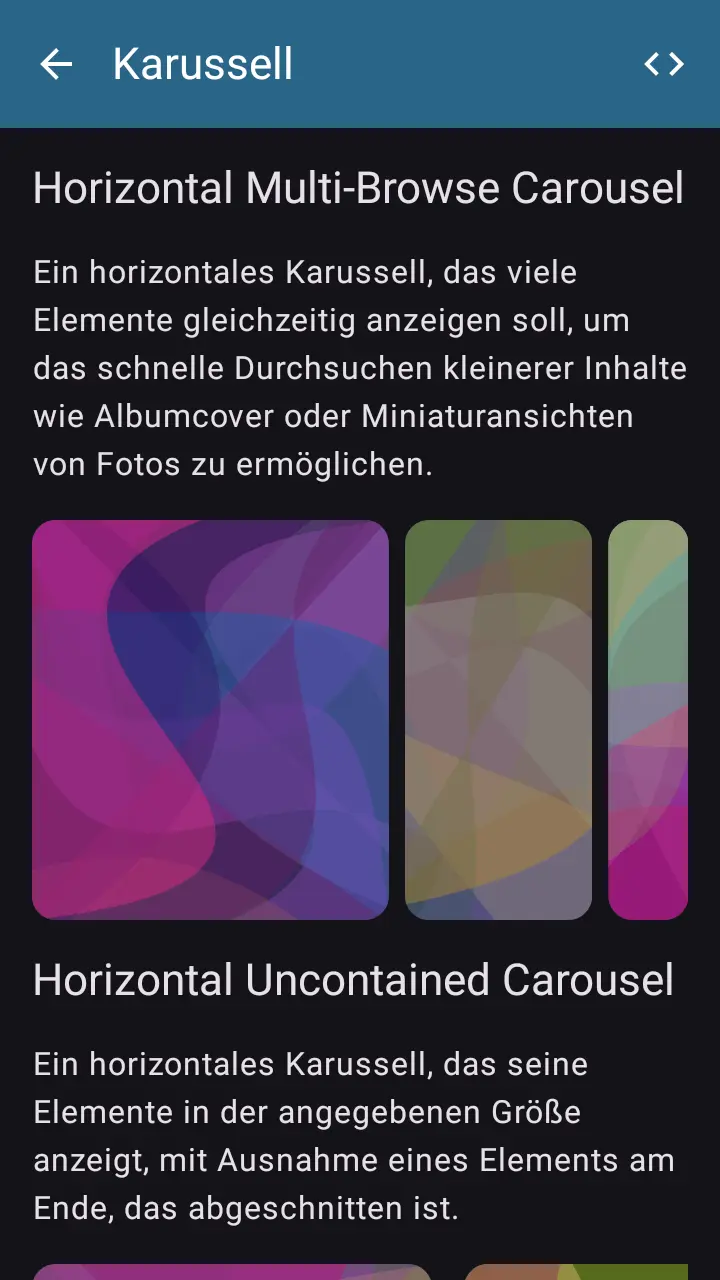 Karussell
Horizontal Multi-Browse Carousel
Ein horizontales Karussell, das viele
Elemente gleichzeitig anzeigen soll, um
das schnelle Durchsuchen kleinerer Inhalte
wie Albumcover oder Miniaturansichten
von Fotos zu ermöglichen.
Horizontal Uncontained Carousel
Ein horizontales Karussell, das seine
Elemente in der angegebenen Größe
anzeigt, mit Ausnahme eines Elements am
Ende, das abgeschnitten ist.